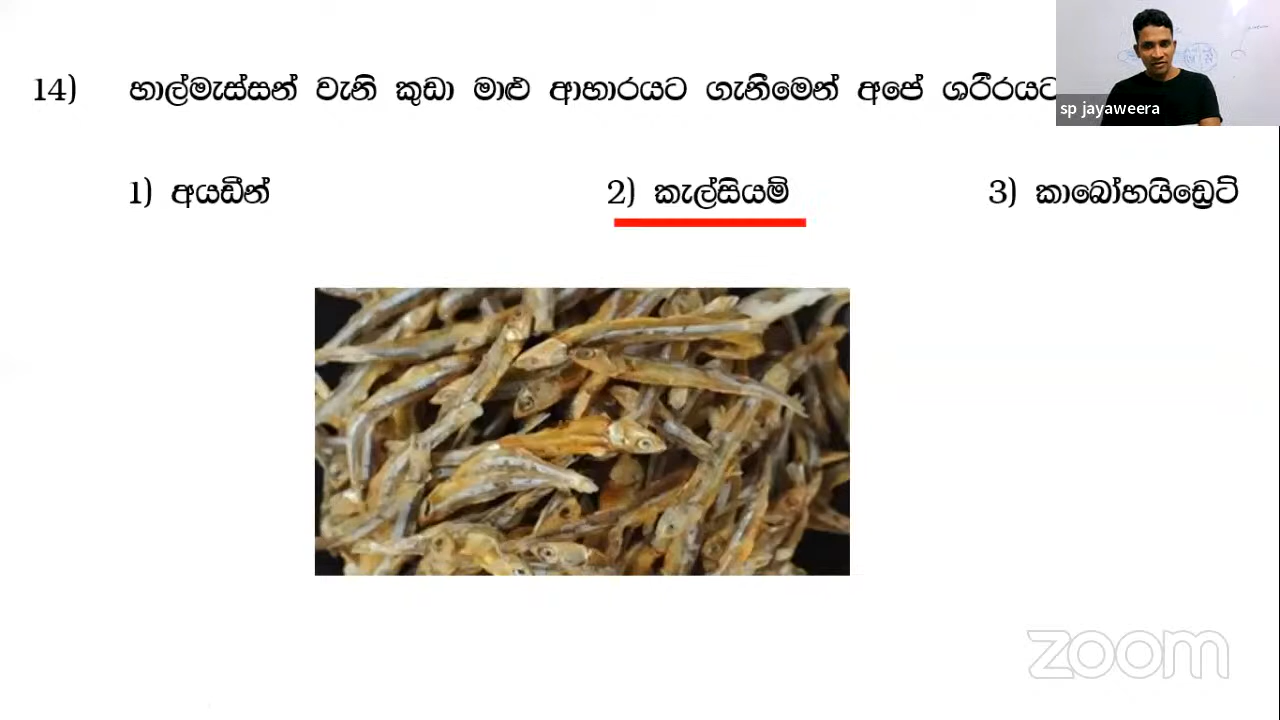 sp jayaweera
14) හාල්මැස්සන් වැනි කුඩා මාළු ආහාරයට ගැනීමෙන් අපේ ශරීරයට
1) අයඩීන් 2) කැල්සියම් 3) කාබෝහයිඩ්‍රේට්
zoom